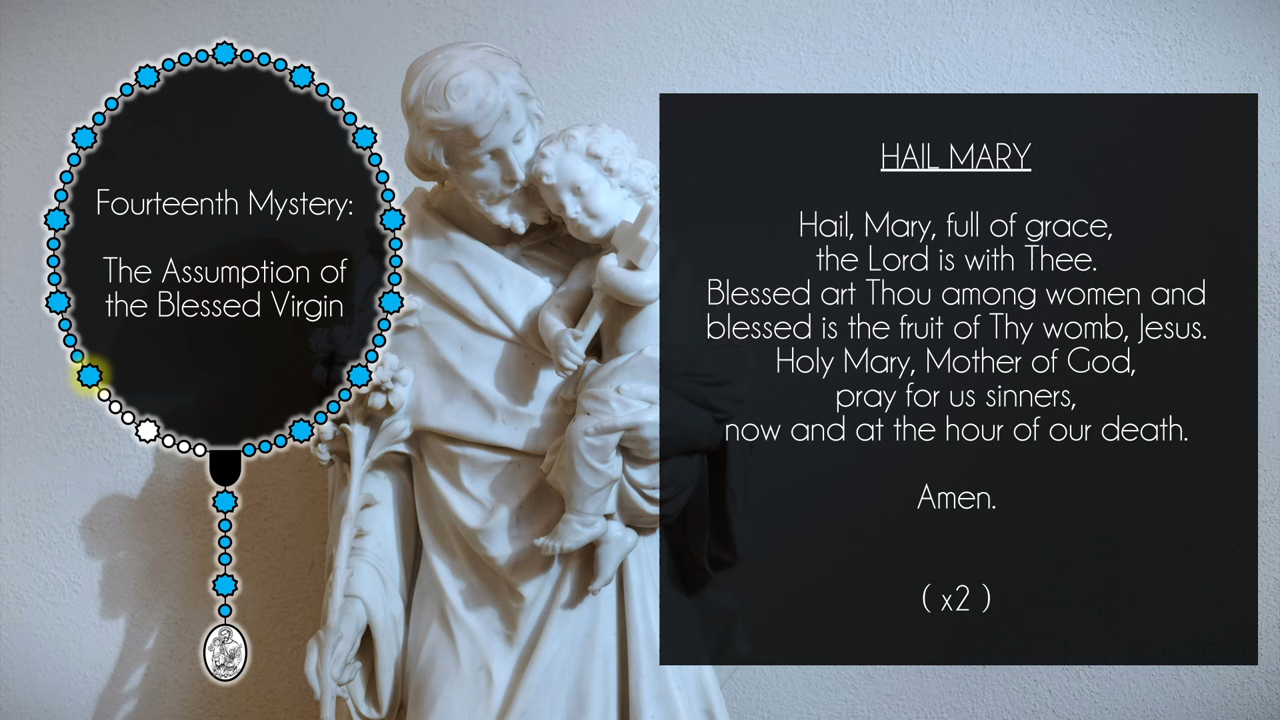 Fourteenth Mystery:
The Assumption of
the Blessed Virgin
HAIL MARY
Hail, Mary, full of grace,
the Lord is with Thee.
Blessed art Thou among women and
blessed is the fruit of Thy womb, Jesus.
Holy Mary, Mother of God,
pray for us sinners,
now and at the hour of our death.
Amen.
( x2 )